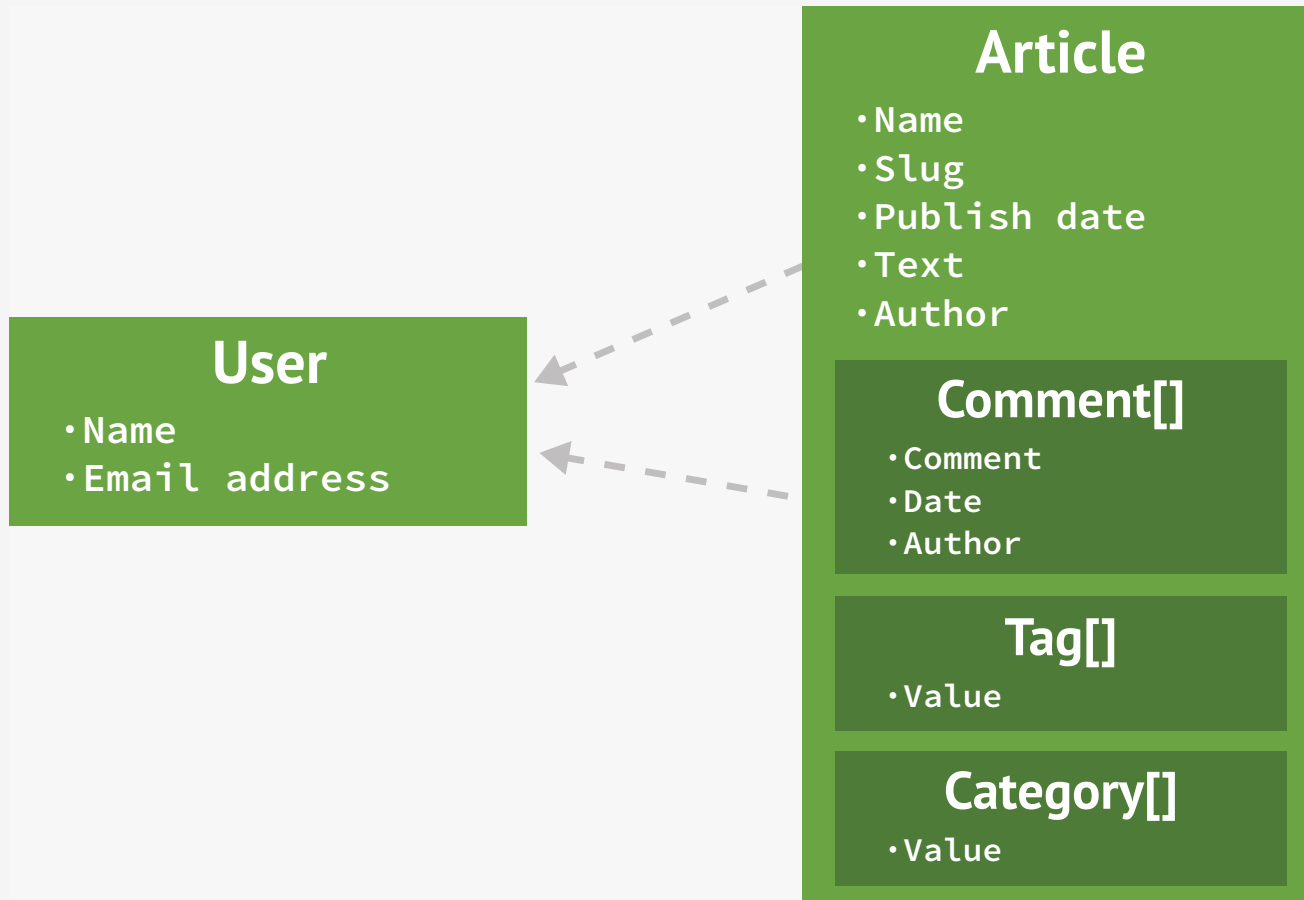 User
·Name
·Email address
Article
·Name
·Slug
·Publish date
·Text
·Author
Comment[]
·Comment
·Date
·Author
Tag[]
·Value
Category[]
·Value